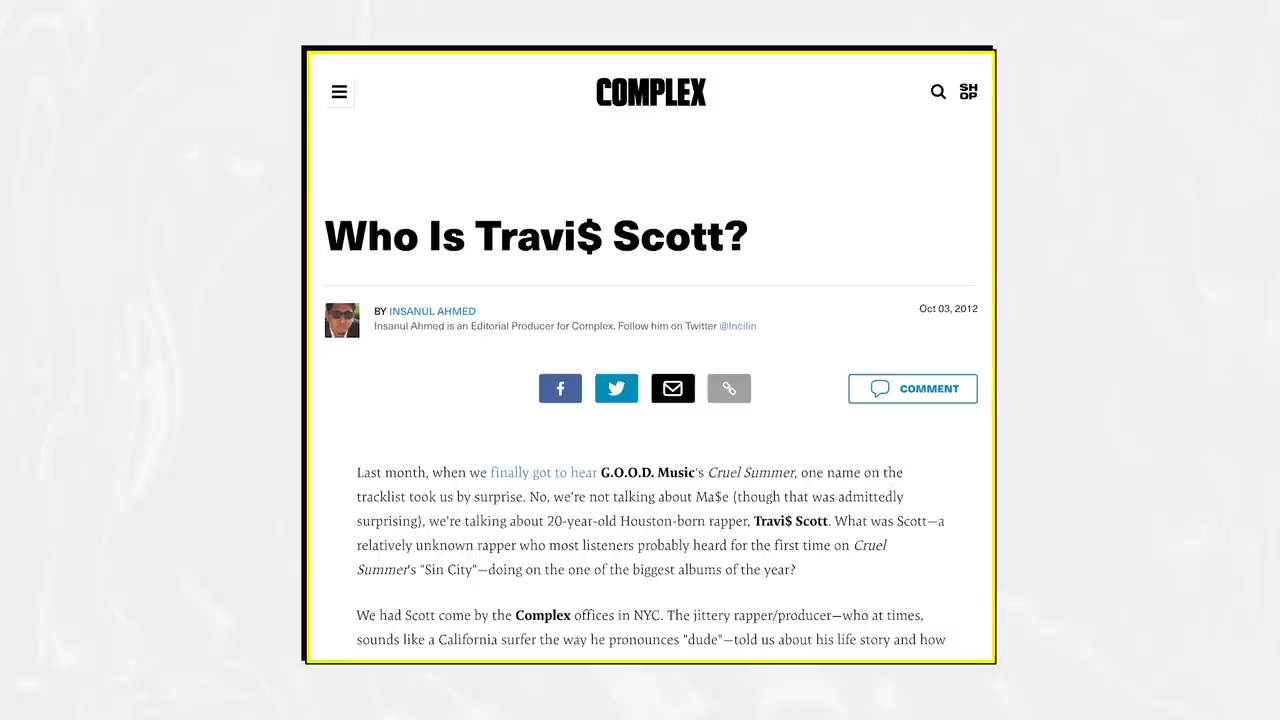 COMPLEX
SH
OP
Who Is Travi$ Scott?
BY INSANUL AHMED
Oct 03, 2012
Insanul Ahmed is an Editorial Producer for Complex. Follow him on Twitter @Incilin
COMMENT
Last month, when we finally got to hear G.O.O.D. Music's Cruel Summer, one name on the
tracklist took us by surprise. No, we're not talking about Ma$e (though that was admittedly
surprising), we're talking about 20-year-old Houston-born rapper, Travi$ Scott. What was Scott—a
relatively unknown rapper who most listeners probably heard for the first time on Cruel
Summer's "Sin City"—doing on the one of the biggest albums of the year?
We had Scott come by the Complex offices in NYC. The jittery rapper/producer—who at times,
sounds like a California surfer the way he pronounces "dude"—told us about his life story and how